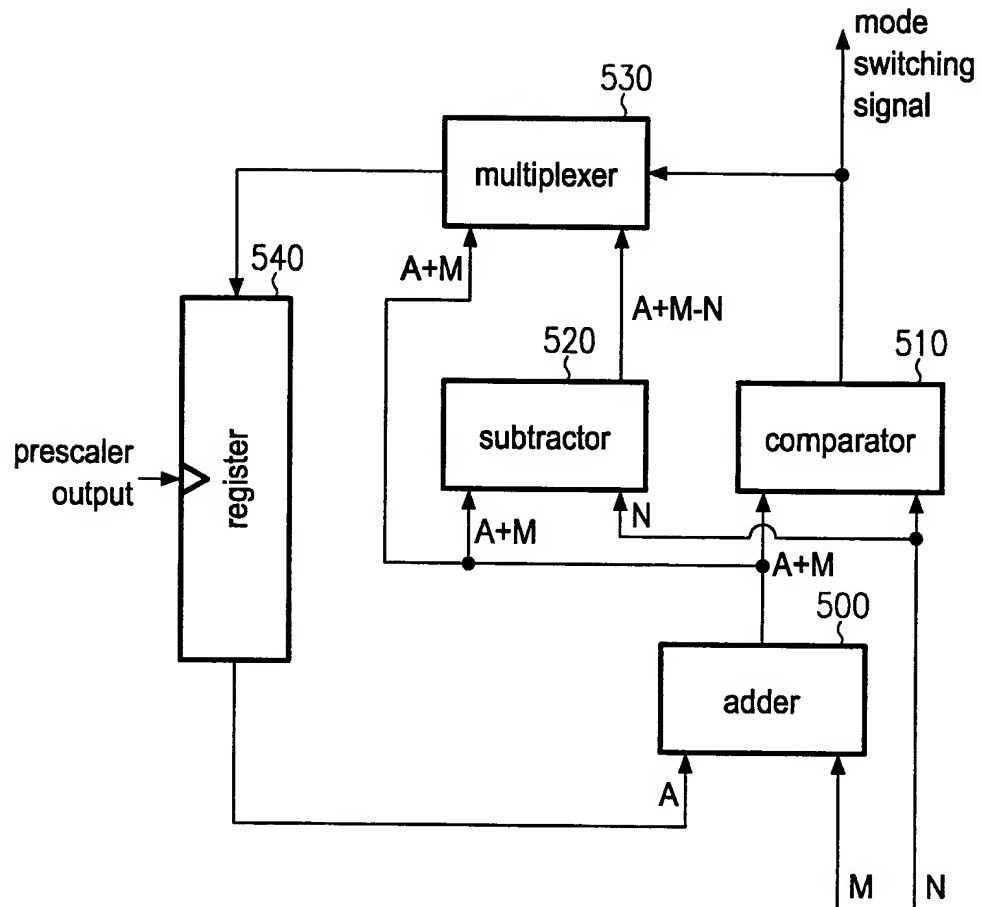 mode
switching
signal
530
multiplexer
540
A+M
A+M-N
520
510
subtractor
comparator
prescaler
output
register
N
A+M
A+M
500
adder
A
M
N